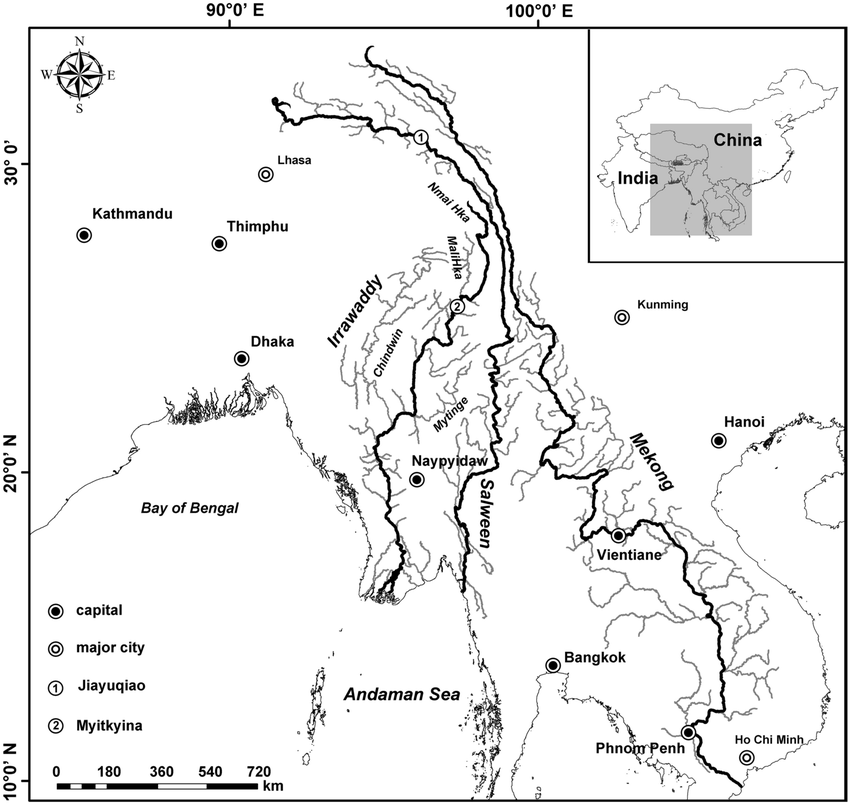 90°0' E
100°0' E
N
W
E
S
30° 0'
20°0' N
10°0' N
China
India
Lhasa
Nmai Hka
Kathmandu
Thimphu
MaliHka
Irrawaddy
Kunming
Chindwin
Dhaka
Mytinge
Hanoi
Naypyidaw
Mekong
Salween
Bay of Bengal
Vientiane
capital
major city
Bangkok
1 Jiayuqiao
Andaman Sea
2 Myitkyina
Phnom Penh
Ho Chi Minh
0 180 360 540 720
km
1
2